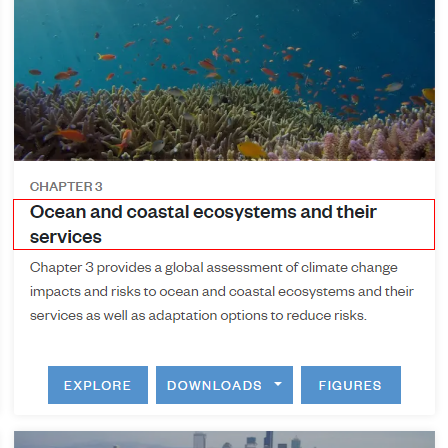 CHAPTER 3
Ocean and coastal ecosystems and their
services
Chapter 3 provides a global assessment of climate change
impacts and risks to ocean and coastal ecosystems and their
services as well as adaptation options to reduce risks.
EXPLORE
DOWNLOADS
FIGURES